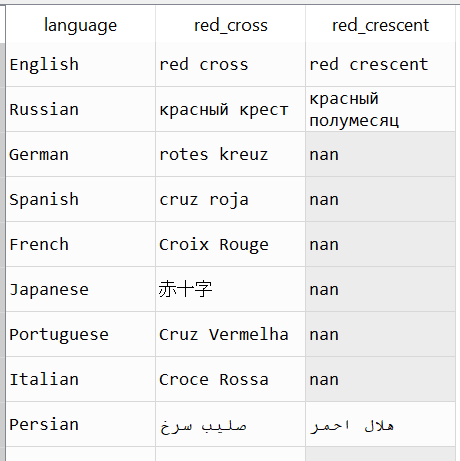 language red_cross red_crescent
English red cross red crescent
Russian красный крест красный полумесяц
German rotes kreuz nan
Spanish cruz roja nan
French Croix Rouge nan
Japanese 赤十字 nan
Portuguese Cruz Vermelha nan
Italian Croce Rossa nan
Persian صلیب سرخ هلال احمر